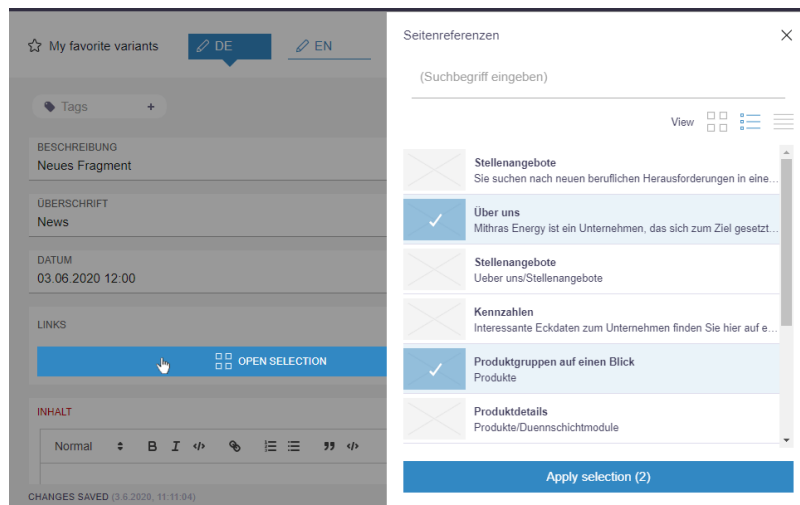 My favorite variants
DE
EN
Tags +
BESCHREIBUNG
Neues Fragment
ÜBERSCHRIFT
News
DATUM
03.06.2020 12:00
LINKS
OPEN SELECTION
INHALT
Normal B I </> " </>
CHANGES SAVED (3.6.2020, 11:11:04)
Seitenreferenzen
(Suchbegriff eingeben)
View
Stellenangebote
Sie suchen nach neuen beruflichen Herausforderungen in eine...
Über uns
Mithras Energy ist ein Unternehmen, das sich zum Ziel gesetzt...
Stellenangebote
Ueber uns/Stellenangebote
Kennzahlen
Interessante Eckdaten zum Unternehmen finden Sie hier auf e...
Produktgruppen auf einen Blick
Produkte
Produktdetails
Produkte/Duennschichtmodule
Apply selection (2)